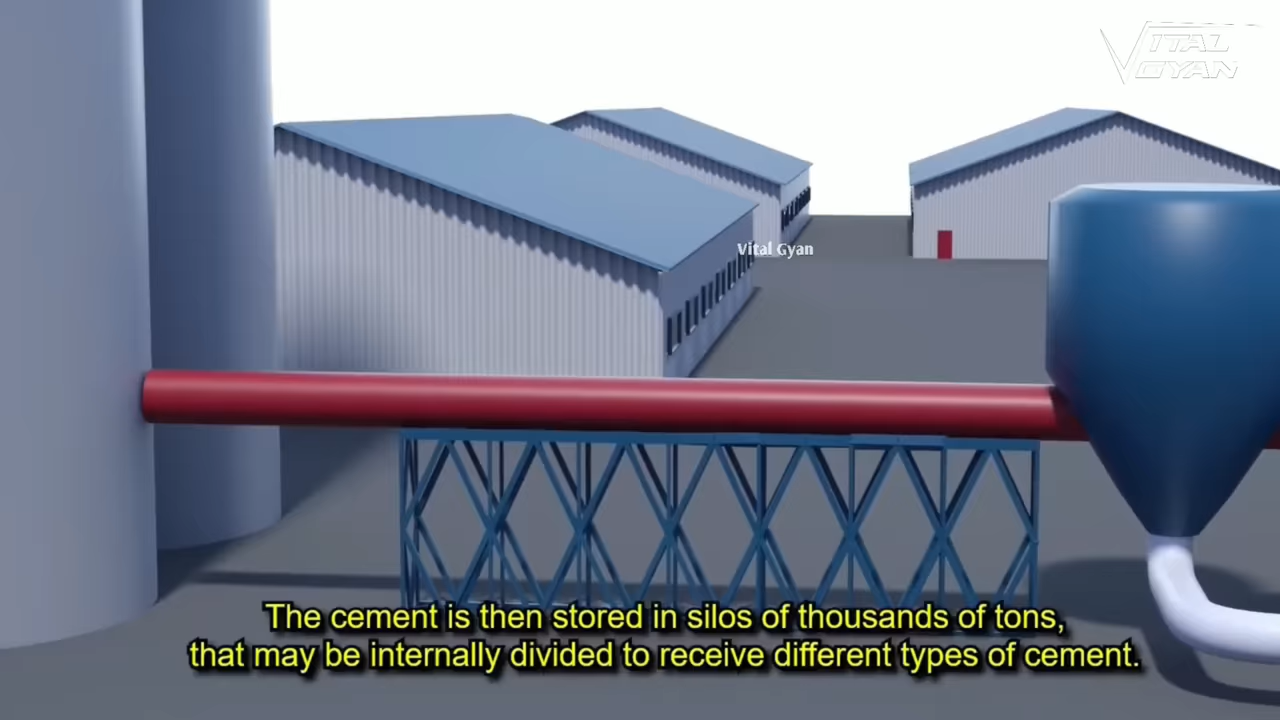 VITAL
GYAN
Vital Gyan
The cement is then stored in silos of thousands of tons,
that may be internally divided to receive different types of cement.